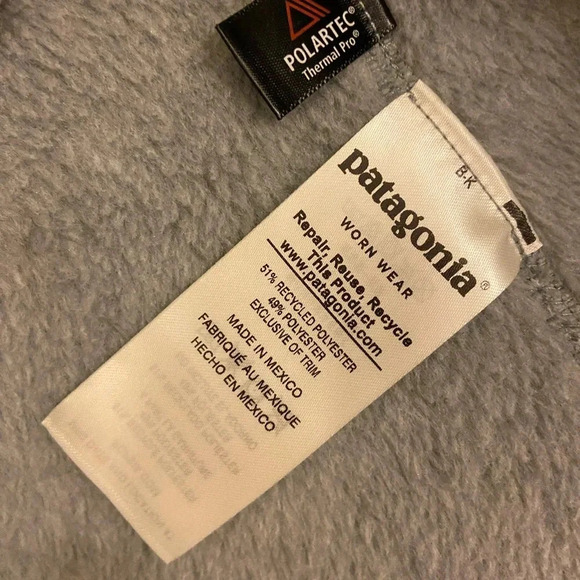 POLARTEC®
Thermal Pro®
B-K
patagonia®
WORN WEAR
Repair, Reuse, Recycle
This Product
www.patagonia.com
51% RECYCLED POLYESTER
49% POLYESTER
EXCLUSIVE OF TRIM
MADE IN MEXICO
FABRIQUÉ AU MEXIQUE
HECHO EN MEXICO